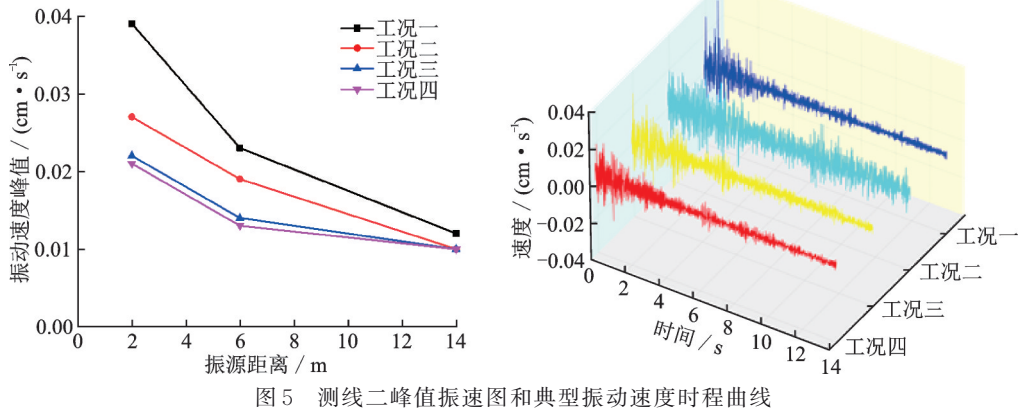 0.04
0.03
0.02
0.01
0.00
振动速度峰值 / (cm·s⁻¹)
0 2 4 6 8 10 12 14
振源距离 / m
工况一
工况二
工况三
工况四
0.04
0.02
0.00
−0.02
−0.04
速度 / (cm·s⁻¹)
0 2 4 6 8 10 12 14
时间 / s
工况一
工况二
工况三
工况四
图5 测线二峰值振速图和典型振动速度时程曲线